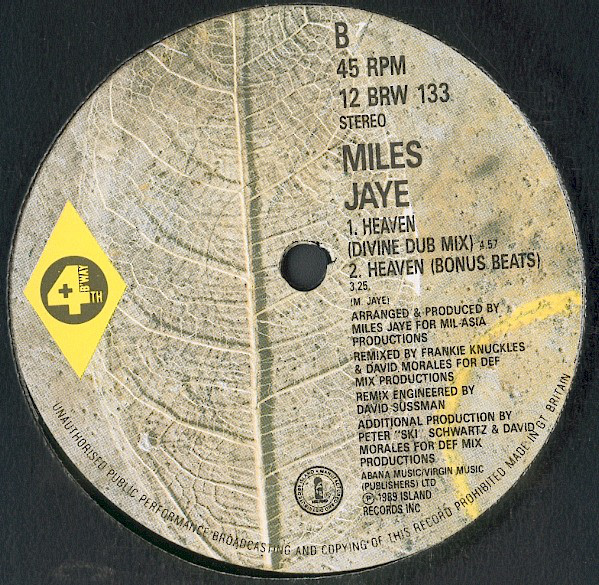 B
45 RPM
12 BRW 133
STEREO
MILES
JAYE
1. HEAVEN
(DIVINE DUB MIX) 4.57
2. HEAVEN (BONUS BEATS)
3.25
(M. JAYE)
ARRANGED & PRODUCED BY
MILES JAYE FOR MIL ASIA
PRODUCTIONS
REMIXED BY FRANKIE KNUCKLES
& DAVID MORALES FOR DEF
MIX PRODUCTIONS
REMIX ENGINEERED BY
DAVID SUSSMAN
ADDITIONAL PRODUCTION BY
PETER "SKI" SCHWARTZ & DAVID
MORALES FOR DEF MIX
PRODUCTIONS
ABANA MUSIC/VIRGIN MUSIC
(PUBLISHERS) LTD
℗ 1989 ISLAND
RECORDS INC
4TH
B'WAY
UNAUTHORISED PUBLIC PERFORMANCE BROADCASTING AND COPYING OF THIS RECORD PROHIBITED MADE IN GT. BRITAIN